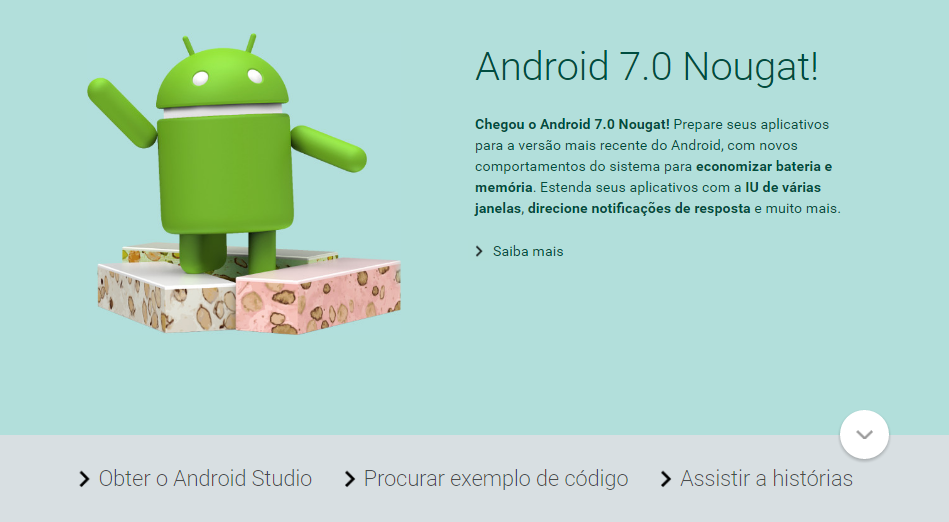 Android 7.0 Nougat!
Chegou o Android 7.0 Nougat! Prepare seus aplicativos
para a versão mais recente do Android, com novos
comportamentos do sistema para economizar bateria e
memória. Estenda seus aplicativos com a IU de várias
janelas, direcione notificações de resposta e muito mais.
Saiba mais
Obter o Android Studio
Procurar exemplo de código
Assistir a histórias